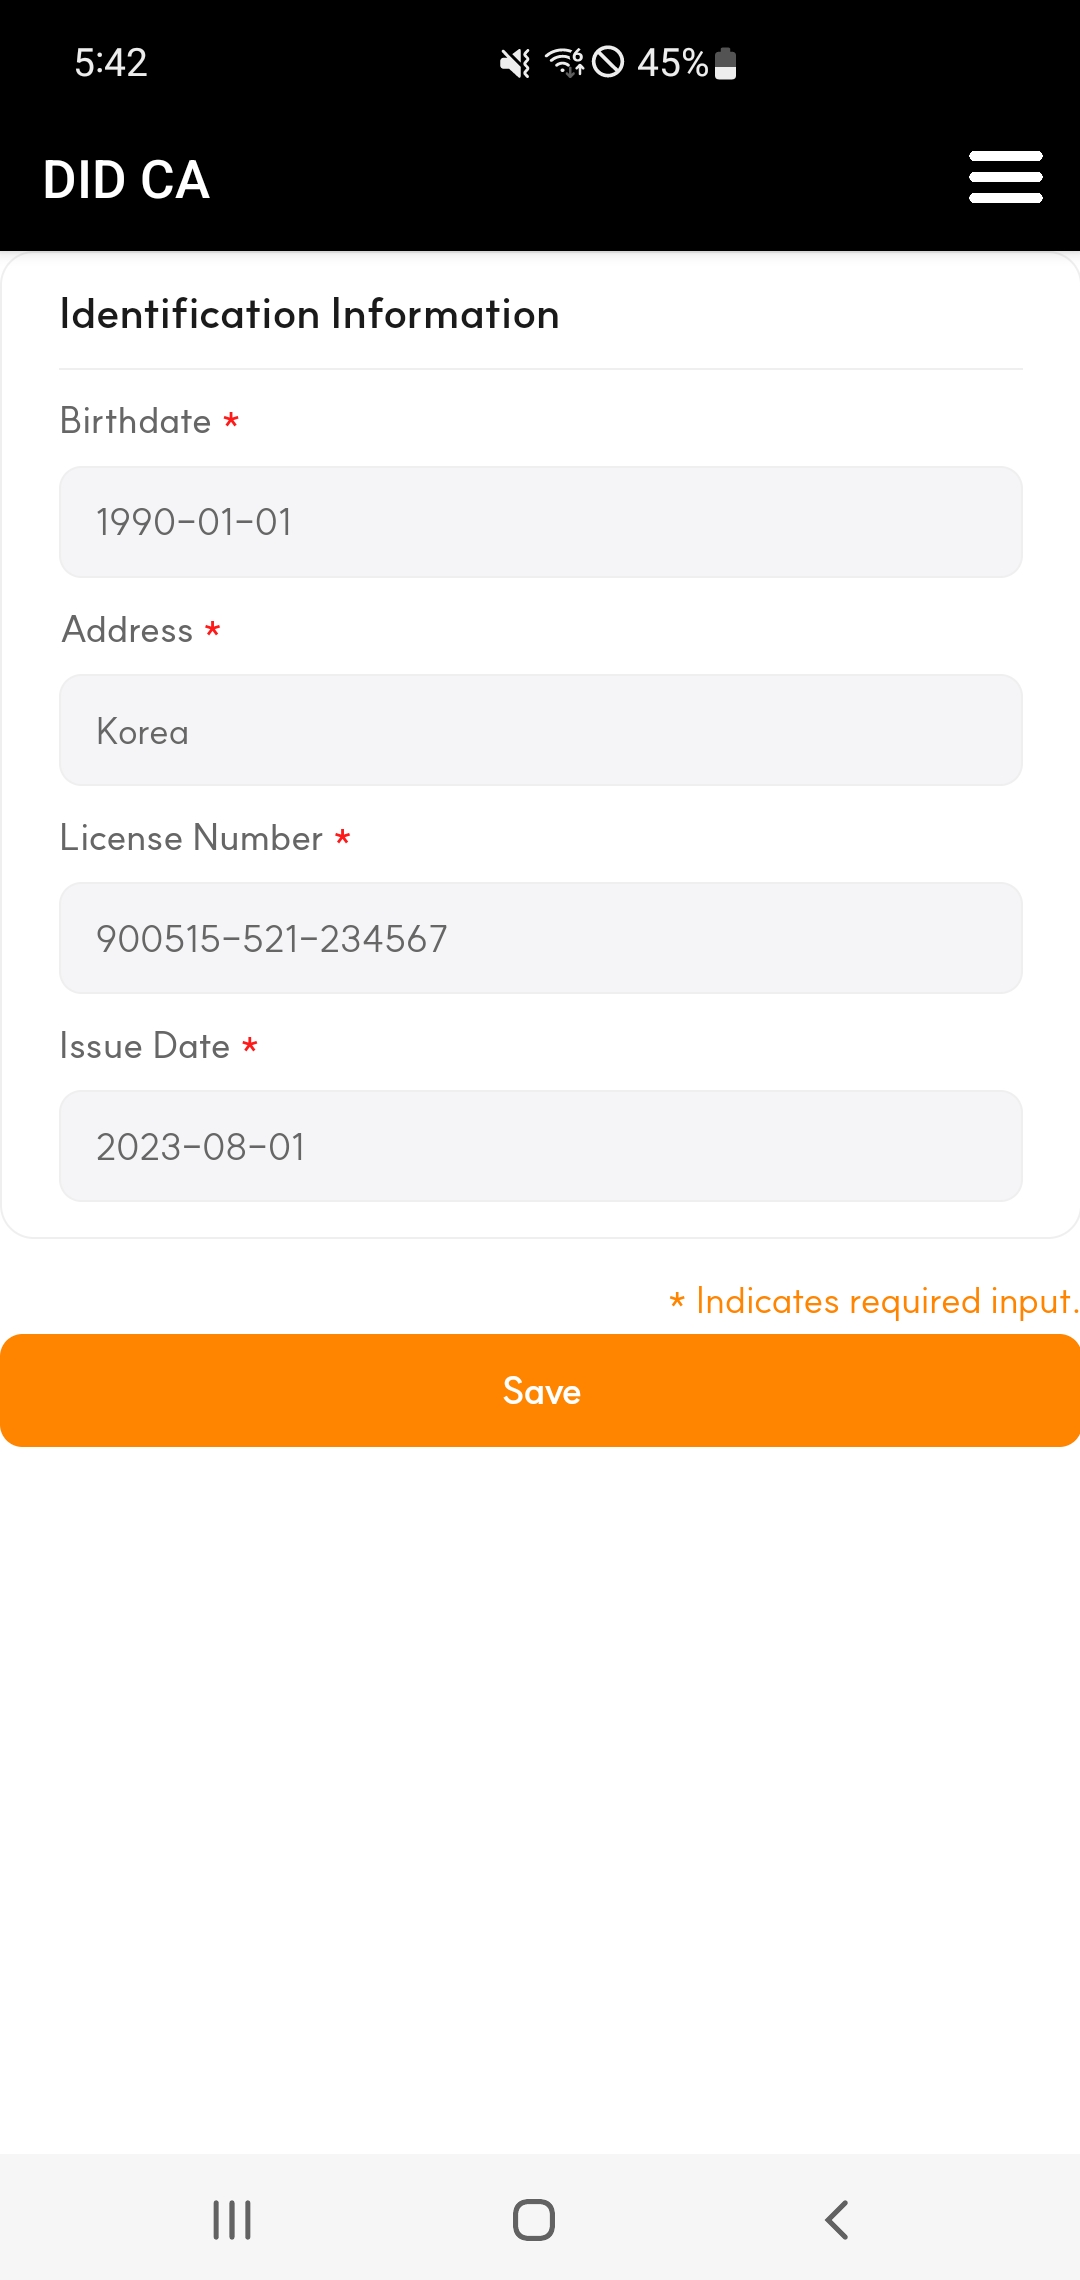 5:42
45%
DID CA
Identification Information
Birthdate *
1990-01-01
Address *
Korea
License Number *
900515-521-234567
Issue Date *
2023-08-01
* Indicates required input.
Save